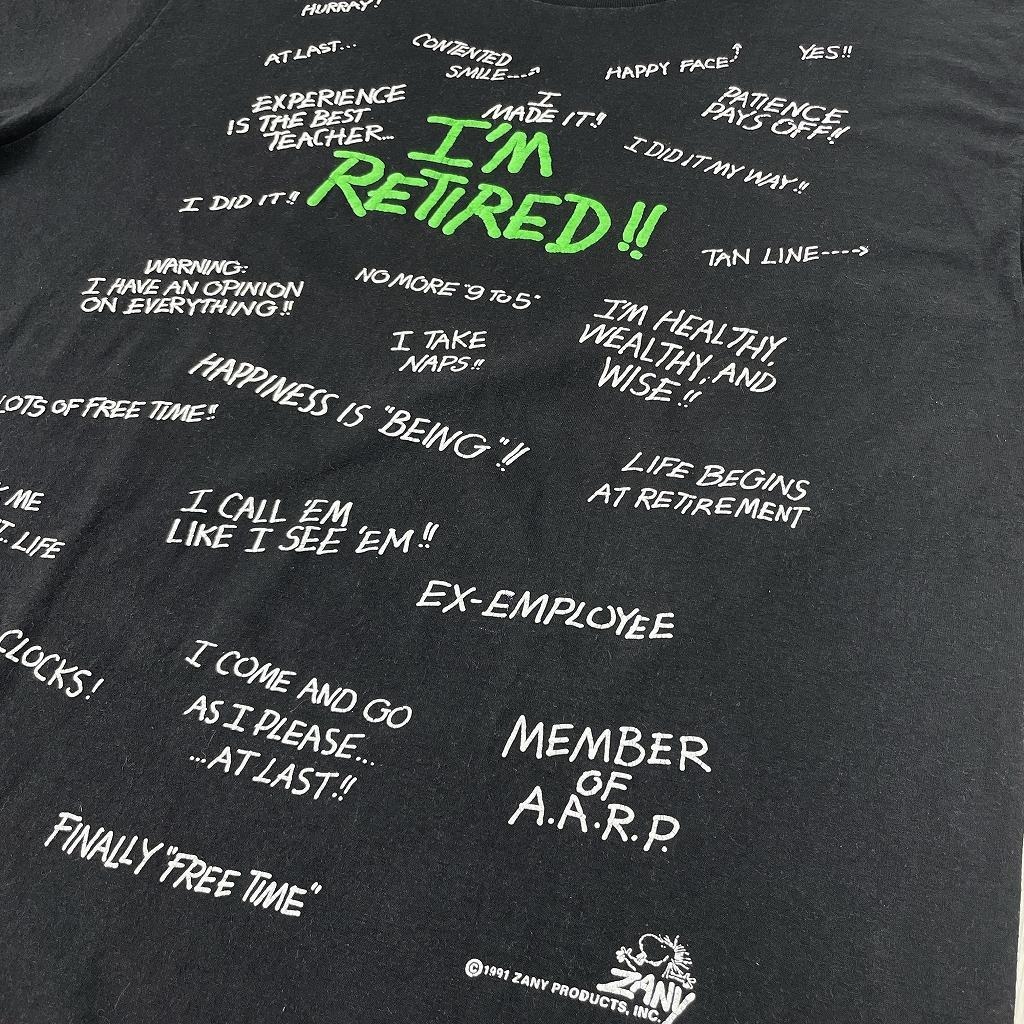 HURRAY!
AT LAST...
CONTENTED
SMILE---
HAPPY FACE
YES!!
EXPERIENCE
IS THE BEST
TEACHER...
I
MADE IT!!
PATIENCE
PAYS OFF!!
I'M
RETIRED!!
I DID IT MY WAY!!
I DID IT!!
TAN LINE---->
WARNING:
I HAVE AN OPINION
ON EVERYTHING!!
NO MORE "9 TO 5"
I'M HEALTHY,
WEALTHY, AND
WISE!!
I TAKE
NAPS!!
HAPPINESS IS "BEING"!!
LOTS OF FREE TIME!!
LIFE BEGINS
AT RETIREMENT
ME
LIFE
I CALL 'EM
LIKE I SEE 'EM!!
EX-EMPLOYEE
CLOCKS!
I COME AND GO
AS I PLEASE...
...AT LAST!!
MEMBER
OF
A.A.R.P.
FINALLY "FREE TIME"
©1991 ZANY PRODUCTS, INC.
ZANY